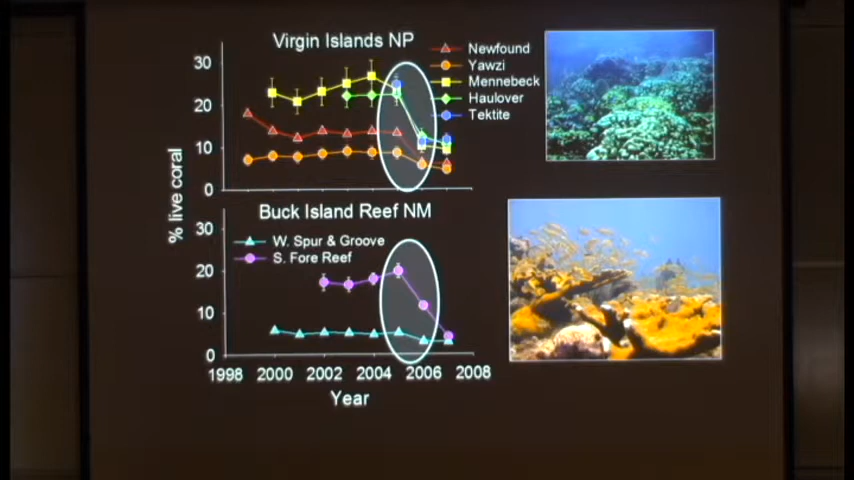 Virgin Islands NP
30
20
10
0
Newfound
Yawzi
Mennebeck
Haulover
Tektite
% live coral
Buck Island Reef NM
30
20
10
0
W. Spur & Groove
S. Fore Reef
1998 2000 2002 2004 2006 2008
Year